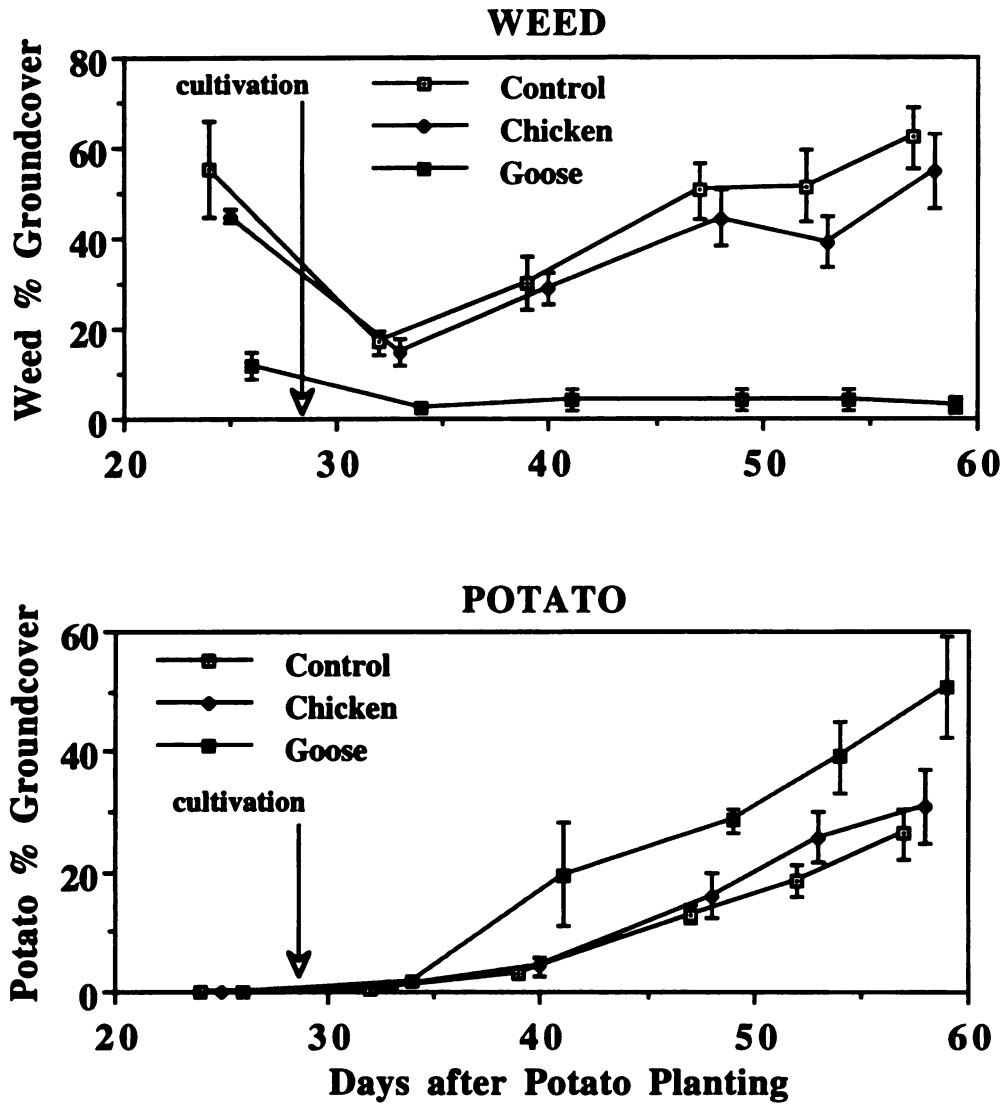 WEED
Weed % Groundcover
80
60
40
20
0
cultivation
Control
Chicken
Goose
20 30 40 50 60
POTATO
Potato % Groundcover
60
40
20
0
Control
Chicken
Goose
cultivation
20 30 40 50 60
Days after Potato Planting